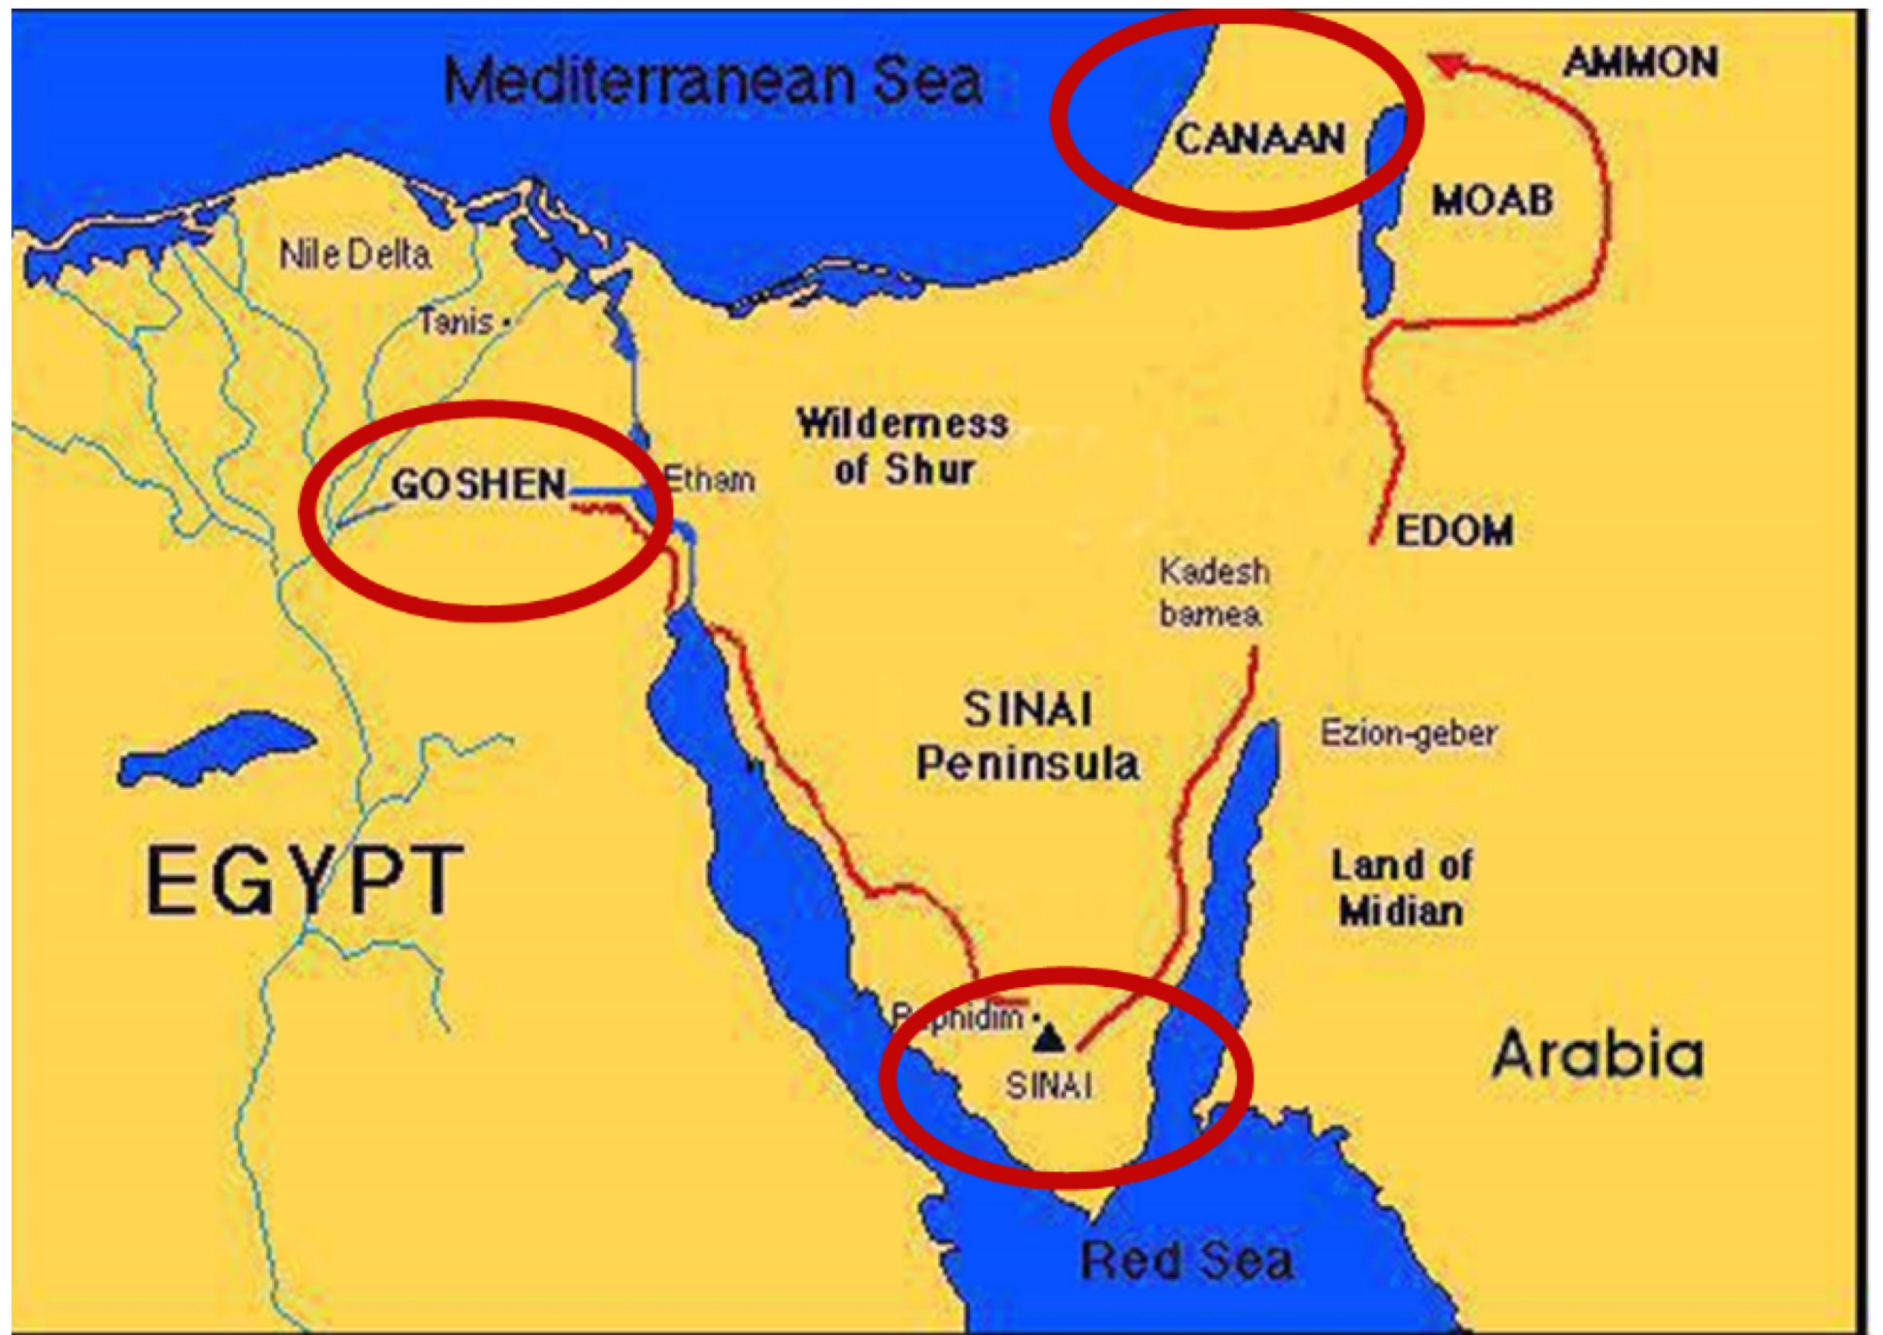 Mediterranean Sea
AMMON
CANAAN
MOAB
Nile Delta
Tanis
GOSHEN
Etham
Wilderness
of Shur
EDOM
Kadesh
barnea
SINAI
Peninsula
Ezion-geber
EGYPT
Land of
Midian
Rephidim
SINAI
Arabia
Red Sea